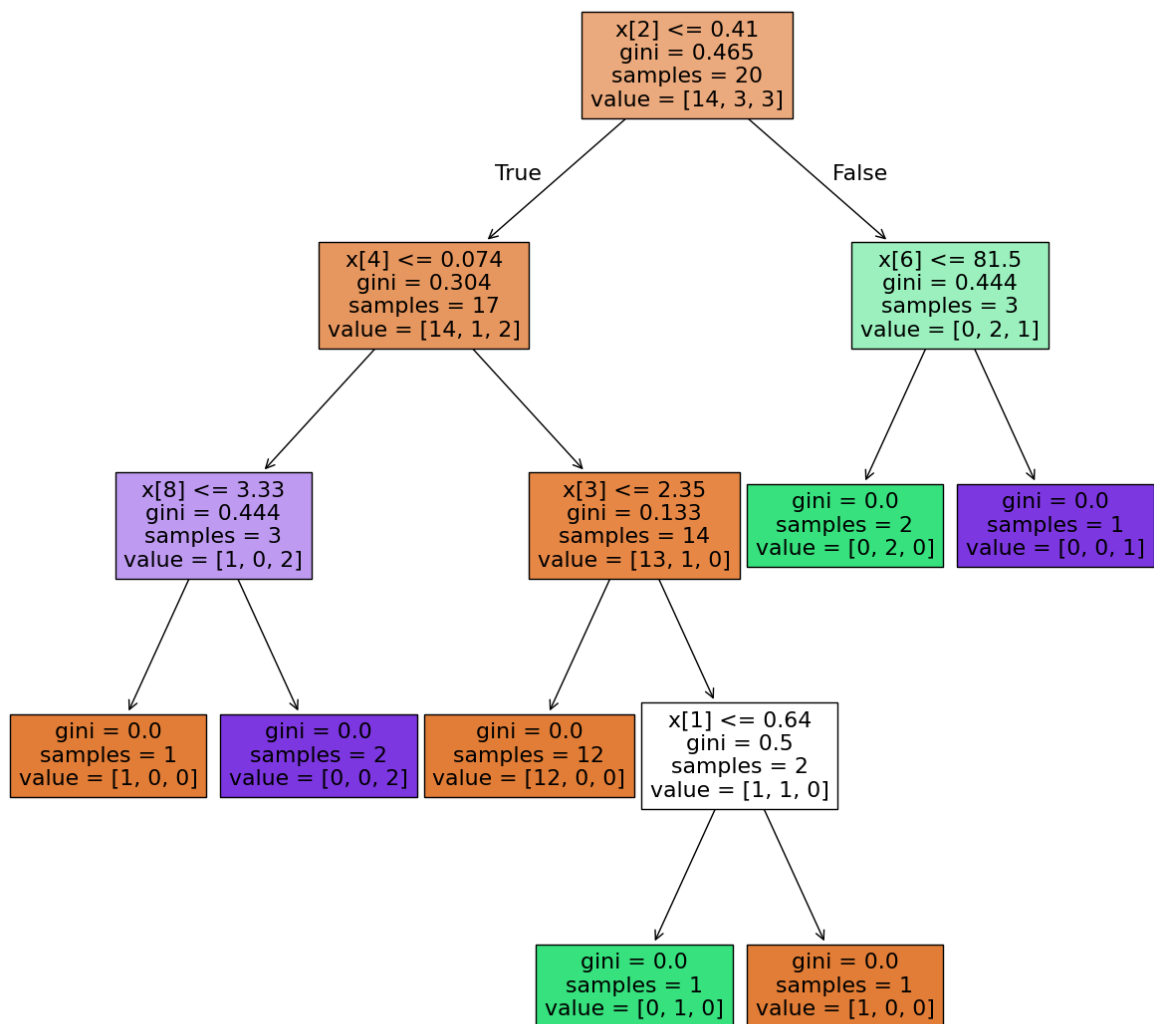 x[2] <= 0.41
gini = 0.465
samples = 20
value = [14, 3, 3]
True
False
x[4] <= 0.074
gini = 0.304
samples = 17
value = [14, 1, 2]
x[6] <= 81.5
gini = 0.444
samples = 3
value = [0, 2, 1]
x[8] <= 3.33
gini = 0.444
samples = 3
value = [1, 0, 2]
x[3] <= 2.35
gini = 0.133
samples = 14
value = [13, 1, 0]
gini = 0.0
samples = 2
value = [0, 2, 0]
gini = 0.0
samples = 1
value = [0, 0, 1]
gini = 0.0
samples = 1
value = [1, 0, 0]
gini = 0.0
samples = 2
value = [0, 0, 2]
gini = 0.0
samples = 12
value = [12, 0, 0]
x[1] <= 0.64
gini = 0.5
samples = 2
value = [1, 1, 0]
gini = 0.0
samples = 1
value = [0, 1, 0]
gini = 0.0
samples = 1
value = [1, 0, 0]